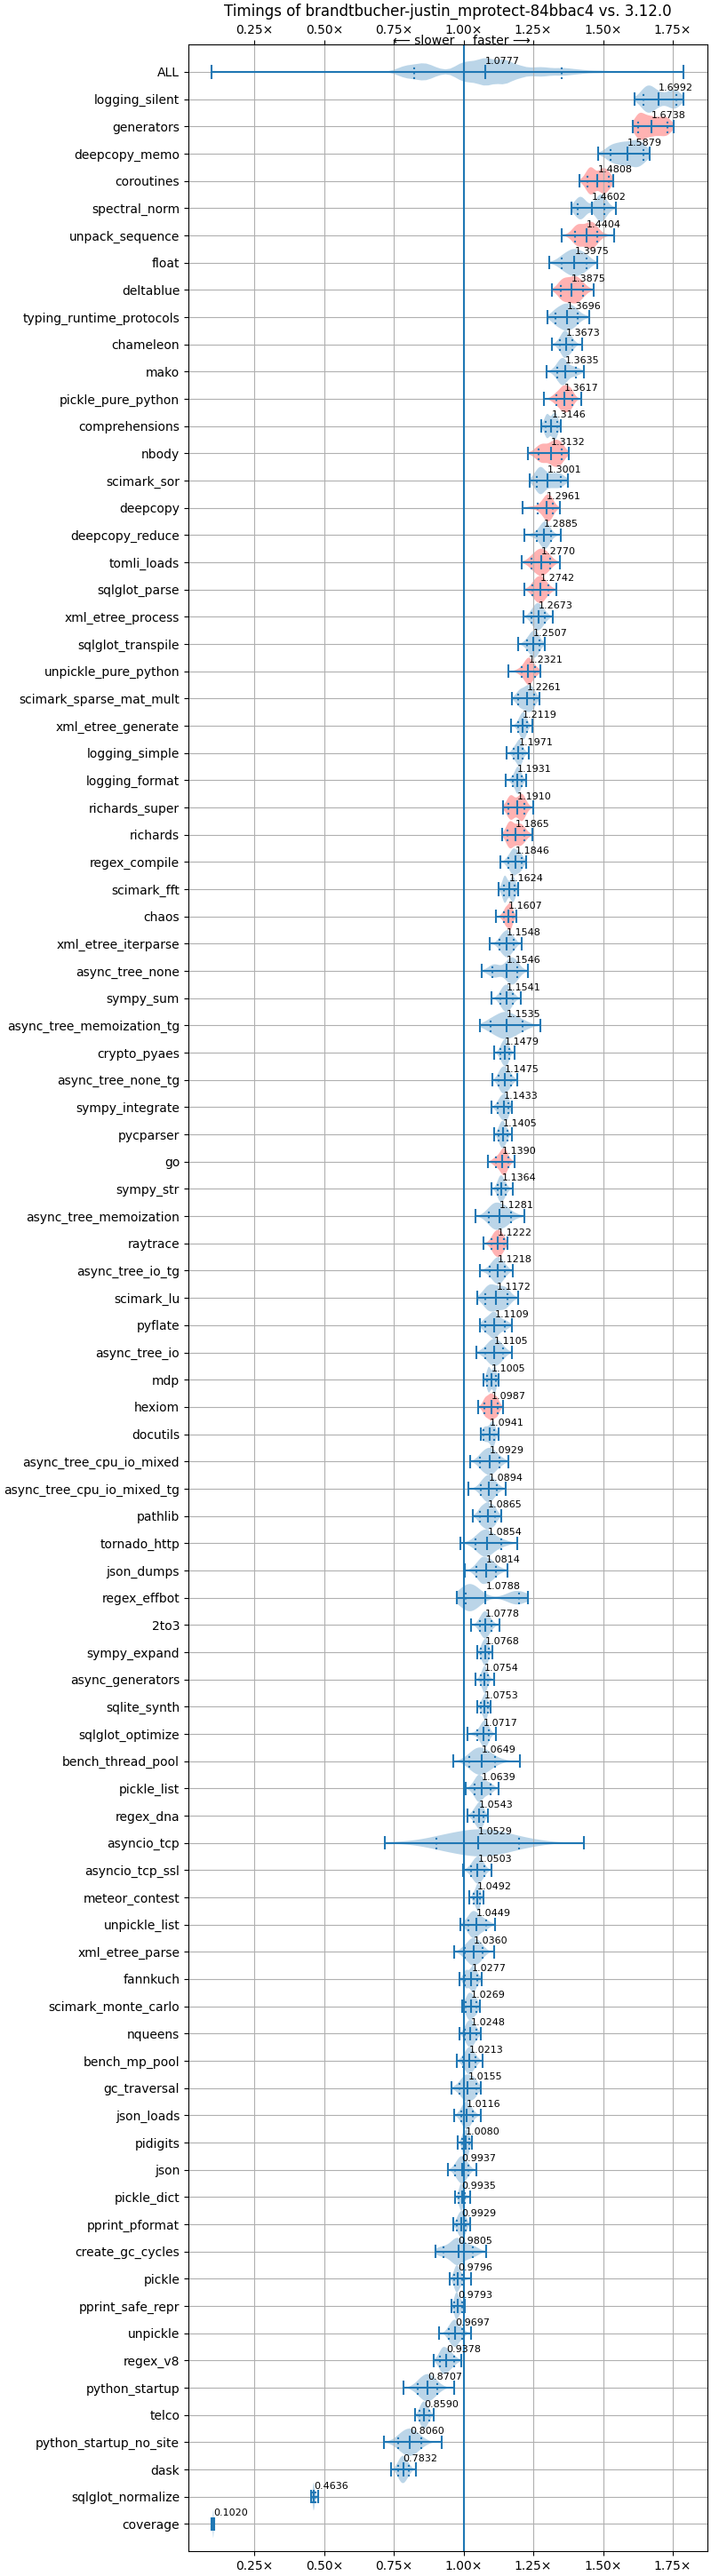 Timings of brandtbucher-justin_mprotect-84bbac4 vs. 3.12.0
0.25× 0.50× 0.75× 1.00× 1.25× 1.50× 1.75×
⟵ slower faster ⟶
ALL 1.0777
logging_silent 1.6992
generators 1.6738
deepcopy_memo 1.5879
coroutines 1.4808
spectral_norm 1.4602
unpack_sequence 1.4404
float 1.3975
deltablue 1.3875
typing_runtime_protocols 1.3696
chameleon 1.3673
mako 1.3635
pickle_pure_python 1.3617
comprehensions 1.3146
nbody 1.3132
scimark_sor 1.3001
deepcopy 1.2961
deepcopy_reduce 1.2885
tomli_loads 1.2770
sqlglot_parse 1.2742
xml_etree_process 1.2673
sqlglot_transpile 1.2507
unpickle_pure_python 1.2321
scimark_sparse_mat_mult 1.2261
xml_etree_generate 1.2119
logging_simple 1.1971
logging_format 1.1931
richards_super 1.1910
richards 1.1865
regex_compile 1.1846
scimark_fft 1.1624
chaos 1.1607
xml_etree_iterparse 1.1548
async_tree_none 1.1546
sympy_sum 1.1541
async_tree_memoization_tg 1.1535
crypto_pyaes 1.1479
async_tree_none_tg 1.1475
sympy_integrate 1.1433
pycparser 1.1405
go 1.1390
sympy_str 1.1364
async_tree_memoization 1.1281
raytrace 1.1222
async_tree_io_tg 1.1218
scimark_lu 1.1172
pyflate 1.1109
async_tree_io 1.1105
mdp 1.1005
hexiom 1.0987
docutils 1.0941
async_tree_cpu_io_mixed 1.0929
async_tree_cpu_io_mixed_tg 1.0894
pathlib 1.0865
tornado_http 1.0854
json_dumps 1.0814
regex_effbot 1.0788
2to3 1.0778
sympy_expand 1.0768
async_generators 1.0754
sqlite_synth 1.0753
sqlglot_optimize 1.0717
bench_thread_pool 1.0649
pickle_list 1.0639
regex_dna 1.0543
asyncio_tcp 1.0529
asyncio_tcp_ssl 1.0503
meteor_contest 1.0492
unpickle_list 1.0449
xml_etree_parse 1.0360
fannkuch 1.0277
scimark_monte_carlo 1.0269
nqueens 1.0248
bench_mp_pool 1.0213
gc_traversal 1.0155
json_loads 1.0116
pidigits 1.0080
json 0.9937
pickle_dict 0.9935
pprint_pformat 0.9929
create_gc_cycles 0.9805
pickle 0.9796
pprint_safe_repr 0.9793
unpickle 0.9697
regex_v8 0.9378
python_startup 0.8707
telco 0.8590
python_startup_no_site 0.8060
dask 0.7832
sqlglot_normalize 0.4636
coverage 0.1020
0.25× 0.50× 0.75× 1.00× 1.25× 1.50× 1.75×